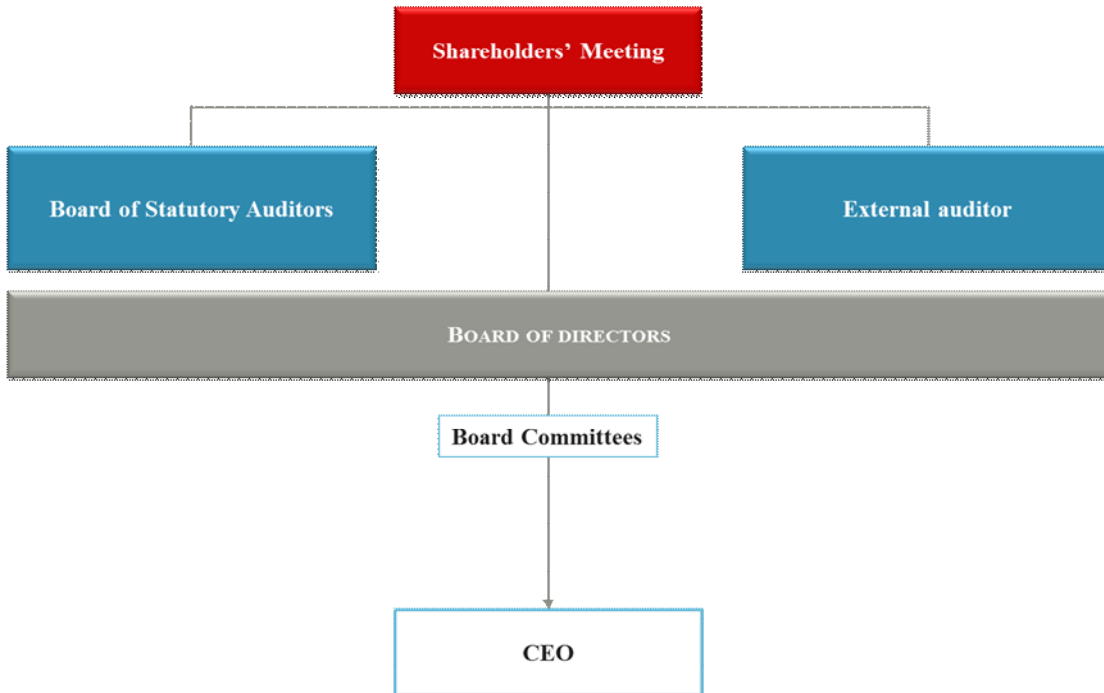 Shareholders’ Meeting
Board of Statutory Auditors
External auditor
BOARD OF DIRECTORS
Board Committees
CEO